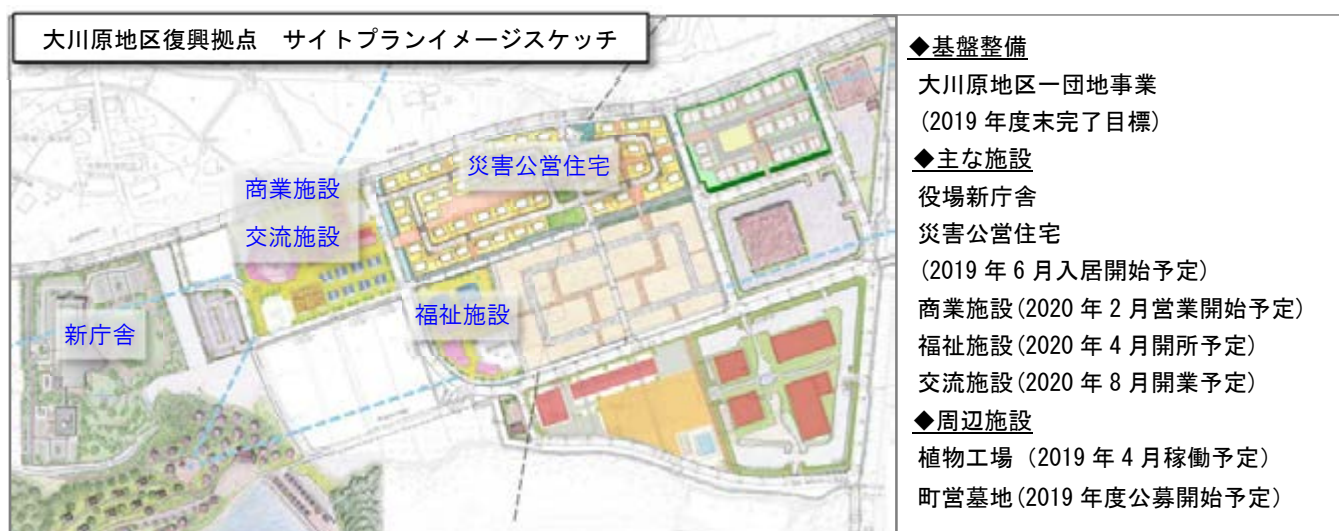 大川原地区復興拠点　サイトプランイメージスケッチ
商業施設
交流施設
災害公営住宅
福祉施設
新庁舎
◆基盤整備
大川原地区一団地事業
(2019 年度末完了目標)
◆主な施設
役場新庁舎
災害公営住宅
(2019 年 6 月入居開始予定)
商業施設(2020 年 2 月営業開始予定)
福祉施設(2020 年 4 月開所予定)
交流施設(2020 年 8 月開業予定)
◆周辺施設
植物工場（2019 年 4 月稼働予定）
町営墓地(2019 年度公募開始予定)